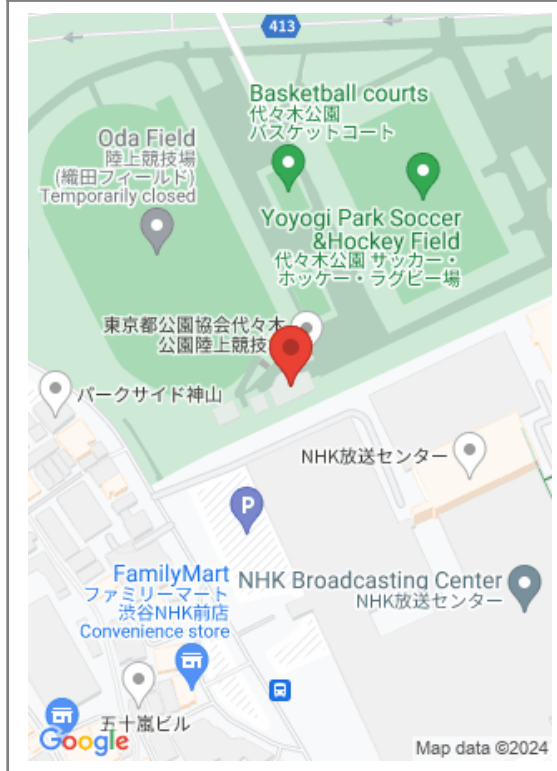 413
Basketball courts
代々木公園
バスケットコート
Oda Field
陸上競技場
(織田フィールド)
Temporarily closed
Yoyogi Park Soccer
&Hockey Field
代々木公園 サッカー・
ホッケー・ラグビー場
東京都公園協会代々木
公園陸上競技
パークサイド神山
NHK放送センター
P
NHK Broadcasting Center
NHK放送センター
FamilyMart
ファミリーマート
渋谷NHK前店
Convenience store
五十嵐ビル
Google
Map data ©2024